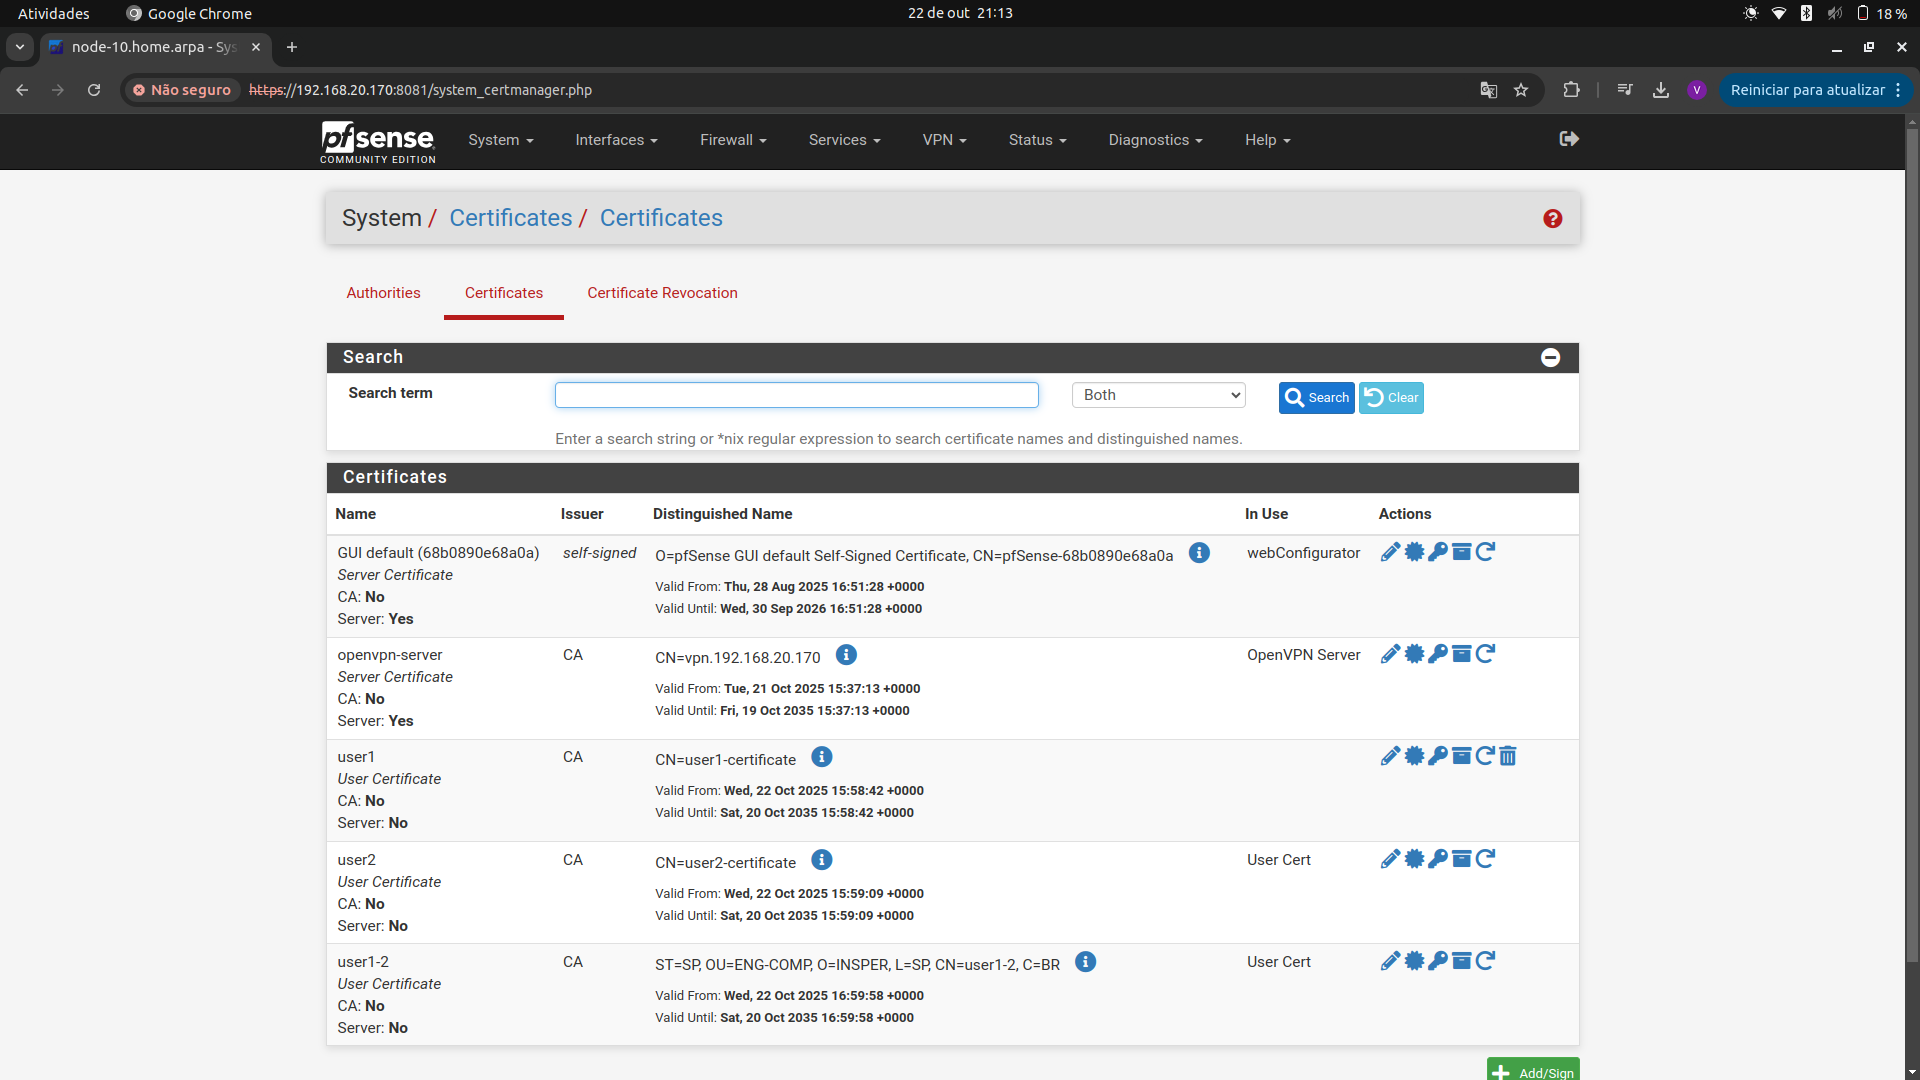 Atividades
Google Chrome
22 de out 21:13
18 %
node-10.home.arpa - Sys
Não seguro
https://192.168.20.170:8081/system_certmanager.php
V
Reiniciar para atualizar
pfsense
COMMUNITY EDITION
System
Interfaces
Firewall
Services
VPN
Status
Diagnostics
Help
System / Certificates / Certificates
Authorities
Certificates
Certificate Revocation
Search
Search term
Both
Search
Clear
Enter a search string or *nix regular expression to search certificate names and distinguished names.
Certificates
Name Issuer Distinguished Name In Use Actions
GUI default (68b0890e68a0a) self-signed O=pfSense GUI default Self-Signed Certificate, CN=pfSense-68b0890e68a0a webConfigurator
Server Certificate
Valid From: Thu, 28 Aug 2025 16:51:28 +0000
CA: No
Valid Until: Wed, 30 Sep 2026 16:51:28 +0000
Server: Yes
openvpn-server CA CN=vpn.192.168.20.170 OpenVPN Server
Server Certificate
Valid From: Tue, 21 Oct 2025 15:37:13 +0000
CA: No
Valid Until: Fri, 19 Oct 2035 15:37:13 +0000
Server: Yes
user1 CA CN=user1-certificate
User Certificate
Valid From: Wed, 22 Oct 2025 15:58:42 +0000
CA: No
Valid Until: Sat, 20 Oct 2035 15:58:42 +0000
Server: No
user2 CA CN=user2-certificate User Cert
User Certificate
Valid From: Wed, 22 Oct 2025 15:59:09 +0000
CA: No
Valid Until: Sat, 20 Oct 2035 15:59:09 +0000
Server: No
user1-2 CA ST=SP, OU=ENG-COMP, O=INSPER, L=SP, CN=user1-2, C=BR User Cert
User Certificate
Valid From: Wed, 22 Oct 2025 16:59:58 +0000
CA: No
Valid Until: Sat, 20 Oct 2035 16:59:58 +0000
Server: No
Add/Sign